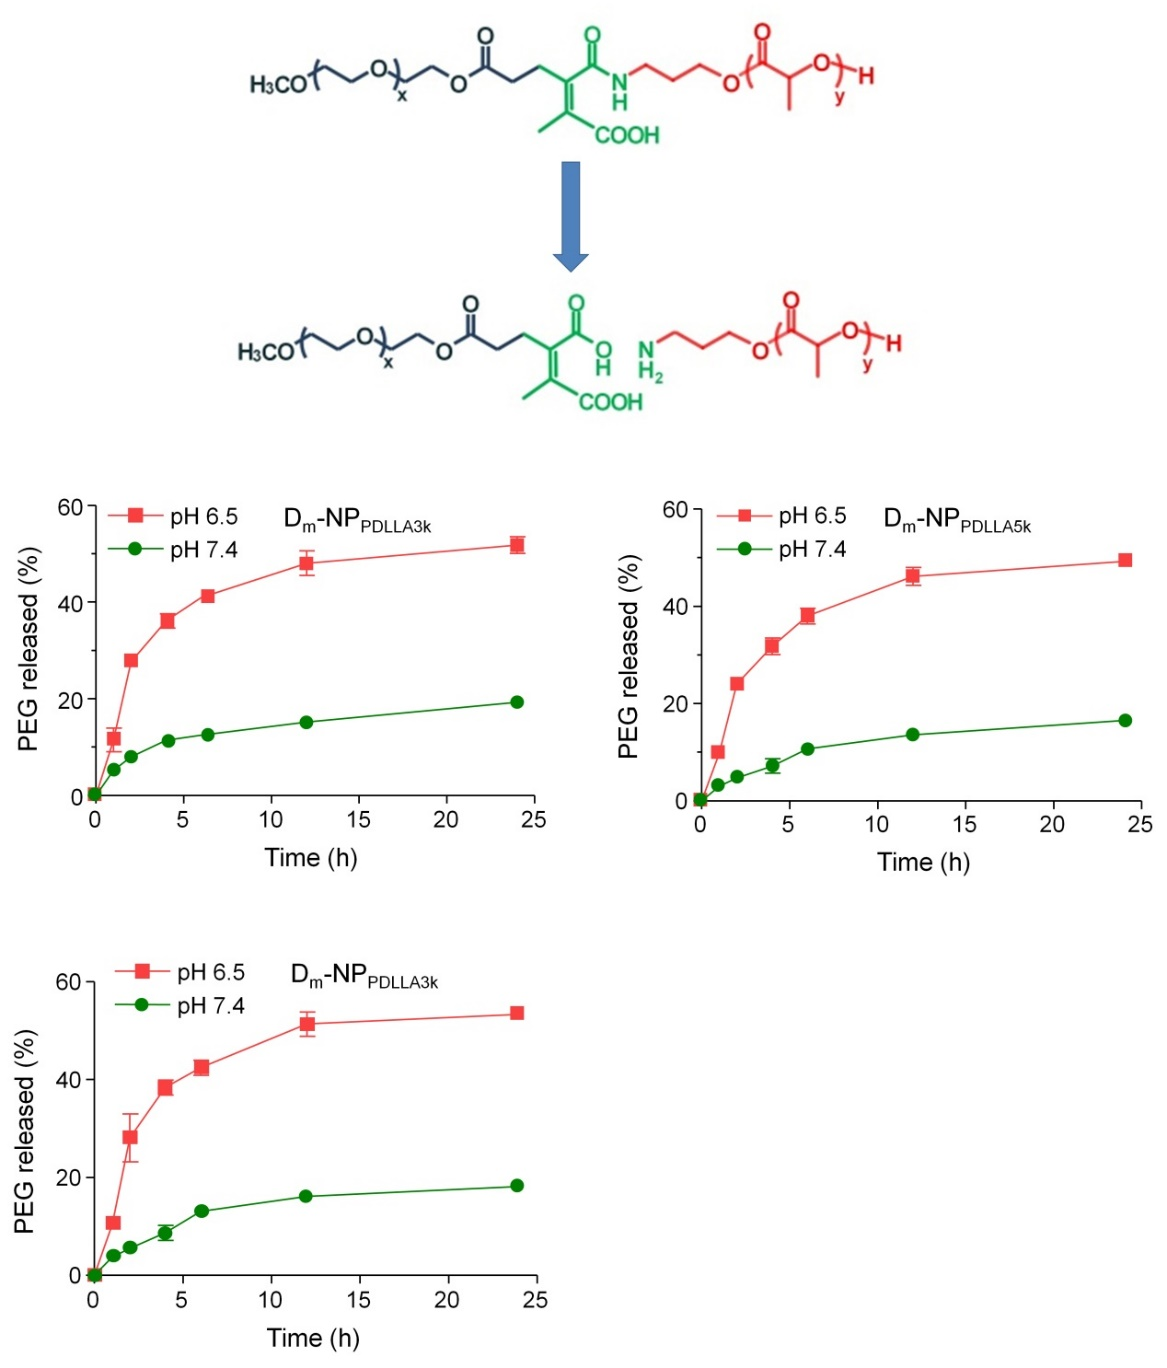 O O O
H₃CO ( O ) x O N H O ( O ) y H
COOH
O O O
H₃CO ( O ) x O O H N H₂ O ( O ) y H
COOH
pH 6.5
pH 7.4
Dm-NPPDLLA3k
PEG released (%)
60
40
20
0
0 5 10 15 20 25
Time (h)
pH 6.5
pH 7.4
Dm-NPPDLLA5k
PEG released (%)
60
40
20
0
0 5 10 15 20 25
Time (h)
pH 6.5
pH 7.4
Dm-NPPDLLA3k
PEG released (%)
60
40
20
0
0 5 10 15 20 25
Time (h)